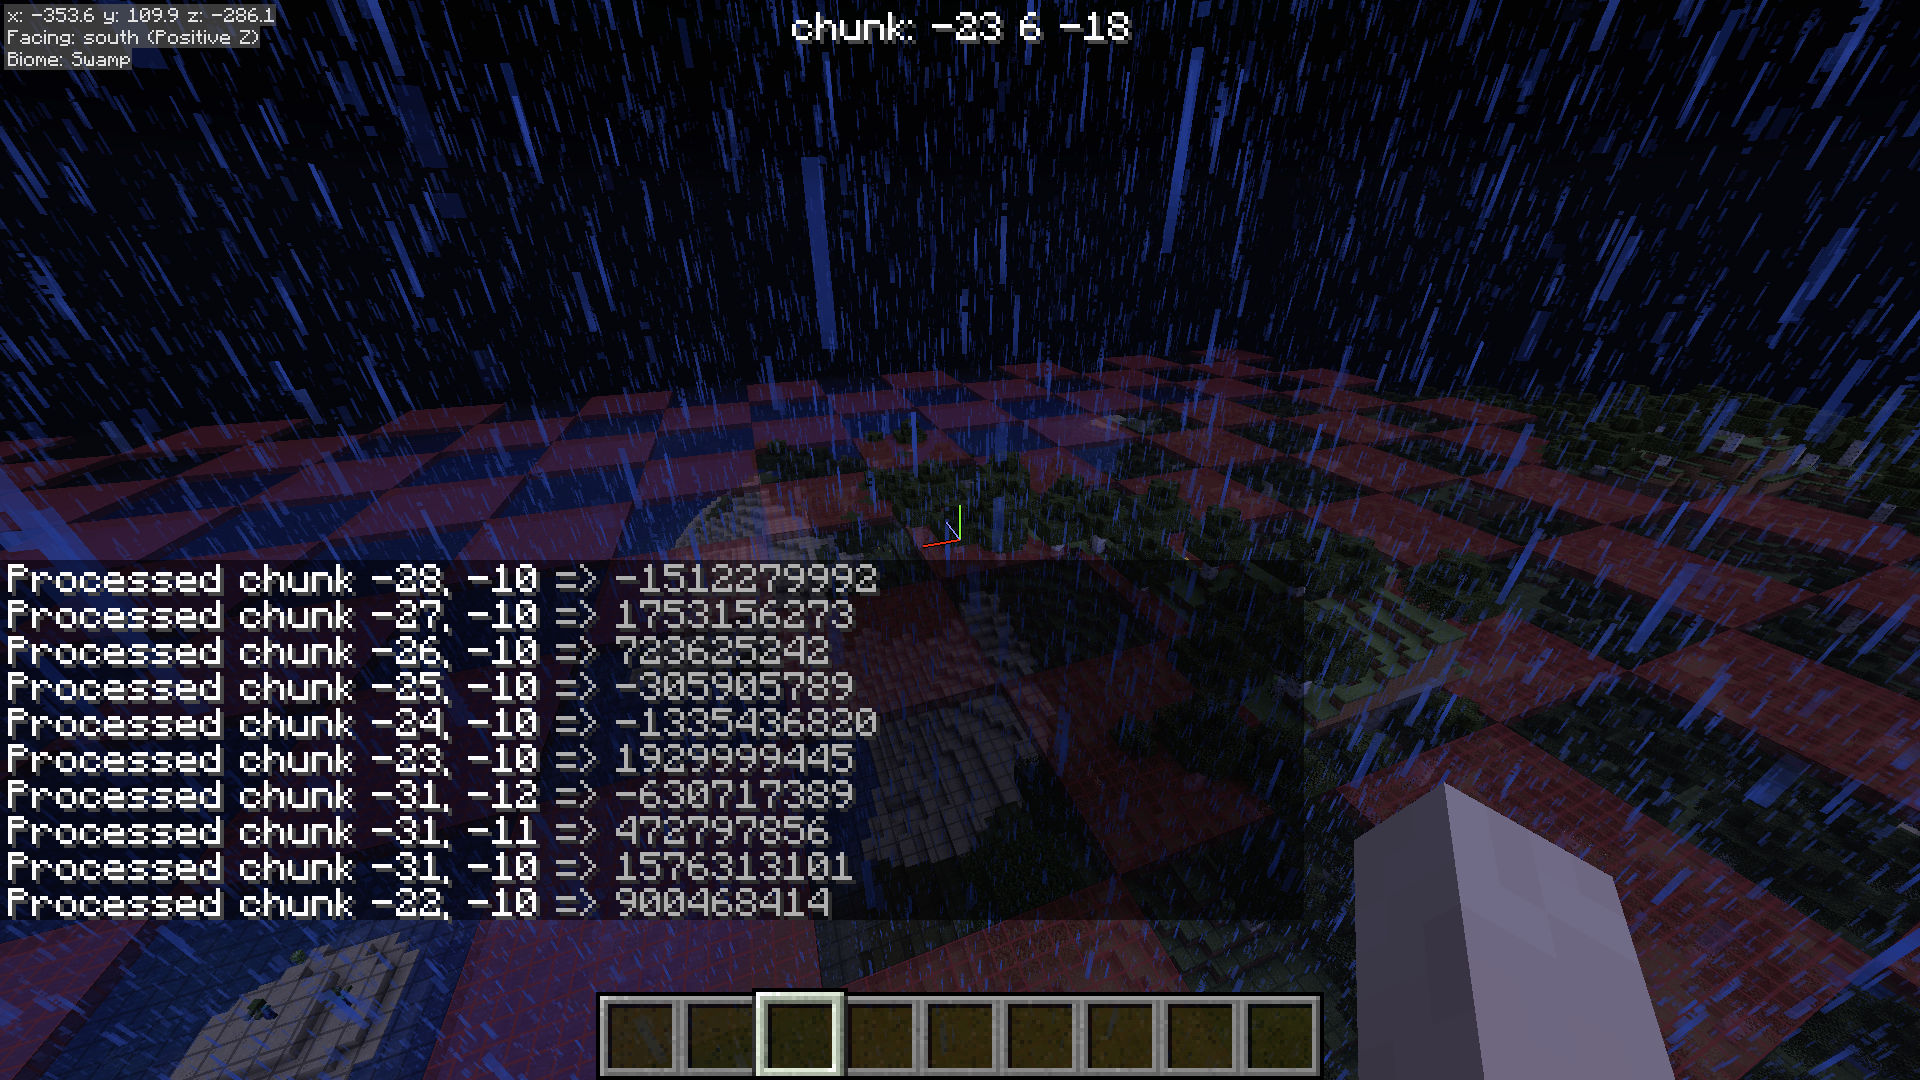 x: -353.6 y: 109.9 z: -286.1
Facing: south (Positive Z)
Biome: Swamp
chunk: -23 6 -18
Processed chunk -28, -10 => -1512279992
Processed chunk -27, -10 => 1753156273
Processed chunk -26, -10 => 723625242
Processed chunk -25, -10 => -305905789
Processed chunk -24, -10 => -1335436820
Processed chunk -23, -10 => 1929999445
Processed chunk -31, -12 => -630717389
Processed chunk -31, -11 => 472797856
Processed chunk -31, -10 => 1576313101
Processed chunk -22, -10 => 900468414